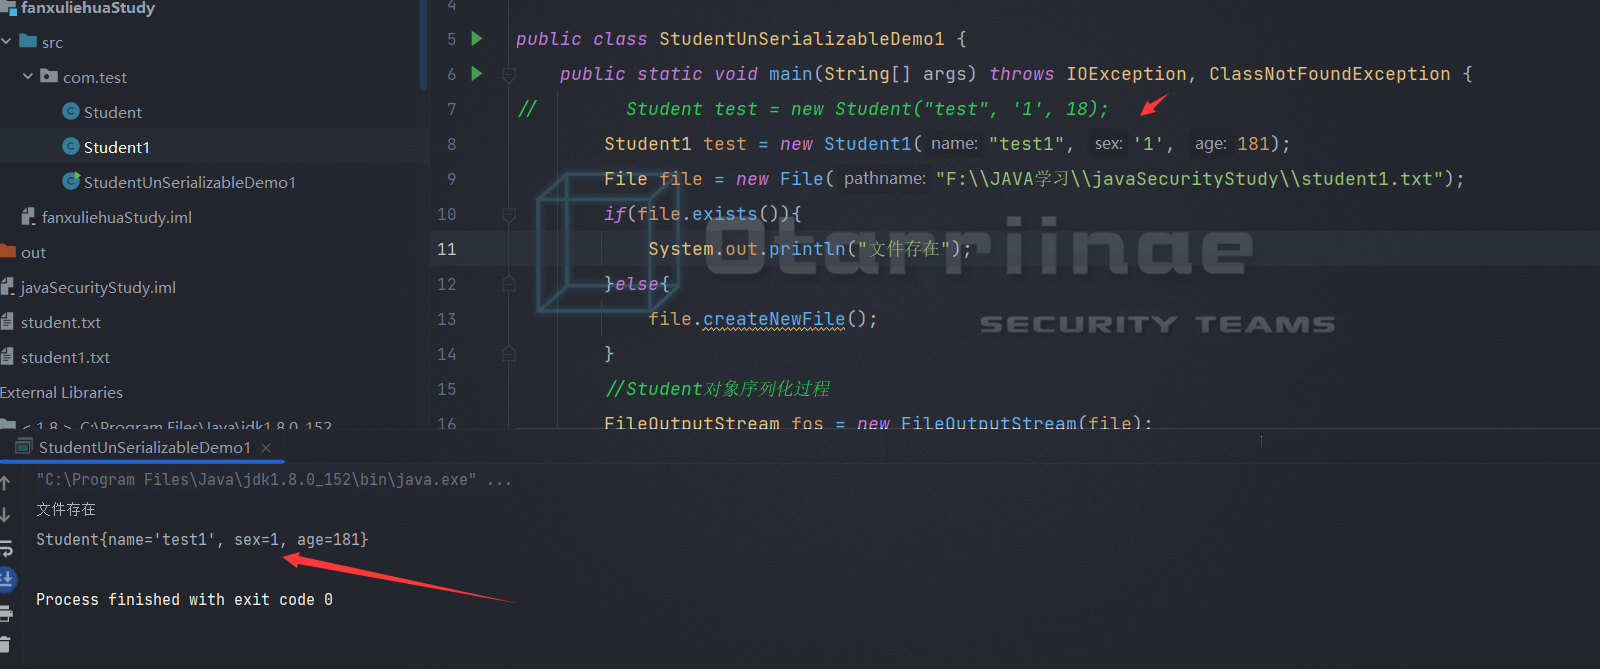 fanxuliehuaStudy
src
com.test
Student
Student1
StudentUnSerializableDemo1
fanxuliehuaStudy.iml
out
javaSecurityStudy.iml
student.txt
student1.txt
External Libraries
< 1.8 > C:\Program Files\Java\jdk1.8.0_152
4
5 public class StudentUnSerializableDemo1 {
6 public static void main(String[] args) throws IOException, ClassNotFoundException {
7 // Student test = new Student("test", '1', 18);
8 Student1 test = new Student1( name: "test1", sex: '1', age: 181);
9 File file = new File( pathname: "F:\\JAVA学习\\javaSecurityStudy\\student1.txt");
10 if(file.exists()){
11 System.out.println("文件存在");
12 }else{
13 file.createNewFile();
14 }
15 //Student对象序列化过程
16 FileOutputStream fos = new FileOutputStream(file);
Otarriinae
SECURITY TEAMS
StudentUnSerializableDemo1
"C:\Program Files\Java\jdk1.8.0_152\bin\java.exe" ...
文件存在
Student{name='test1', sex=1, age=181}
Process finished with exit code 0